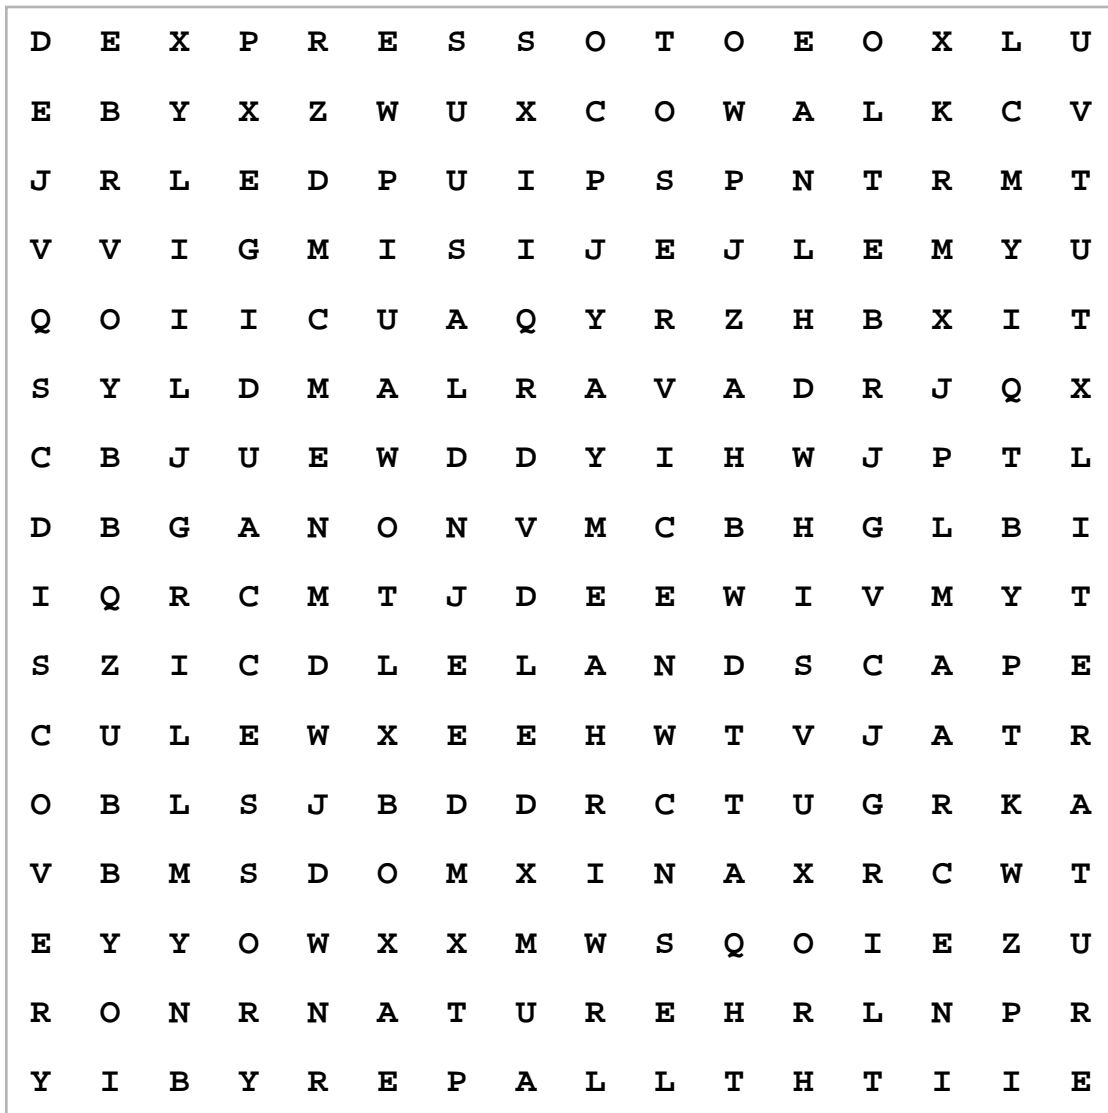 D E X P R E S S O T O E O X L U
E B Y X Z W U X C O W A L K C V
J R L E D P U I P S P N T R M T
V V I G M I S I J E J L E M Y U
Q O I I C U A Q Y R Z H B X I T
S Y L D M A L R A V A D R J Q X
C B J U E W D D Y I H W J P T L
D B G A N O N V M C B H G L B I
I Q R C M T J D E E W I V M Y T
S Z I C D L E L A N D S C A P E
C U L E W X E E H W T V J A T R
O B L S J B D D R C T U G R K A
V B M S D O M X I N A X R C W T
E Y Y O W X X M W S Q O I E Z U
R O N R N A T U R E H R L N P R
Y I B Y R E P A L L T H T I I E